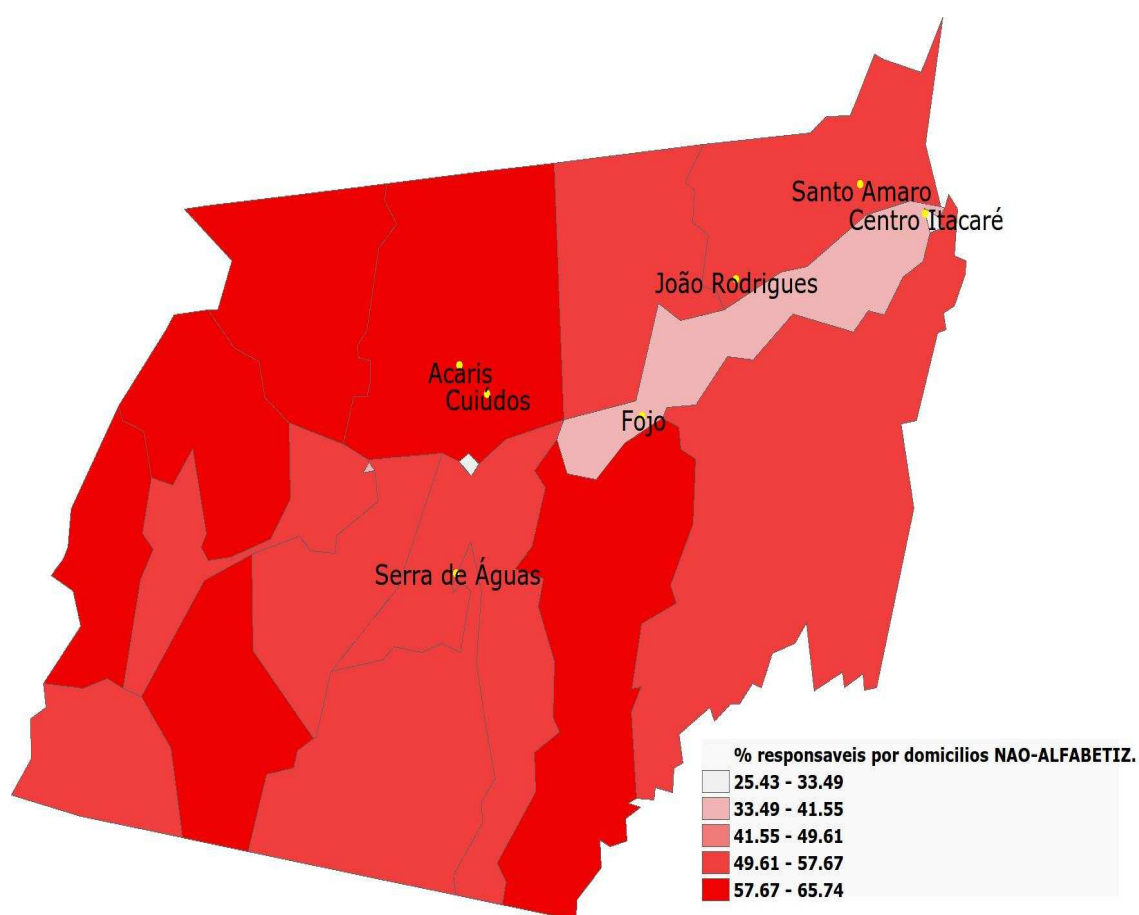 Santo Amaro
Centro Itacaré
João Rodrigues
Acaris
Cuiúdos
Fojo
Serra de Águas
% responsaveis por domicilios NAO-ALFABETIZ.
25.43 - 33.49
33.49 - 41.55
41.55 - 49.61
49.61 - 57.67
57.67 - 65.74